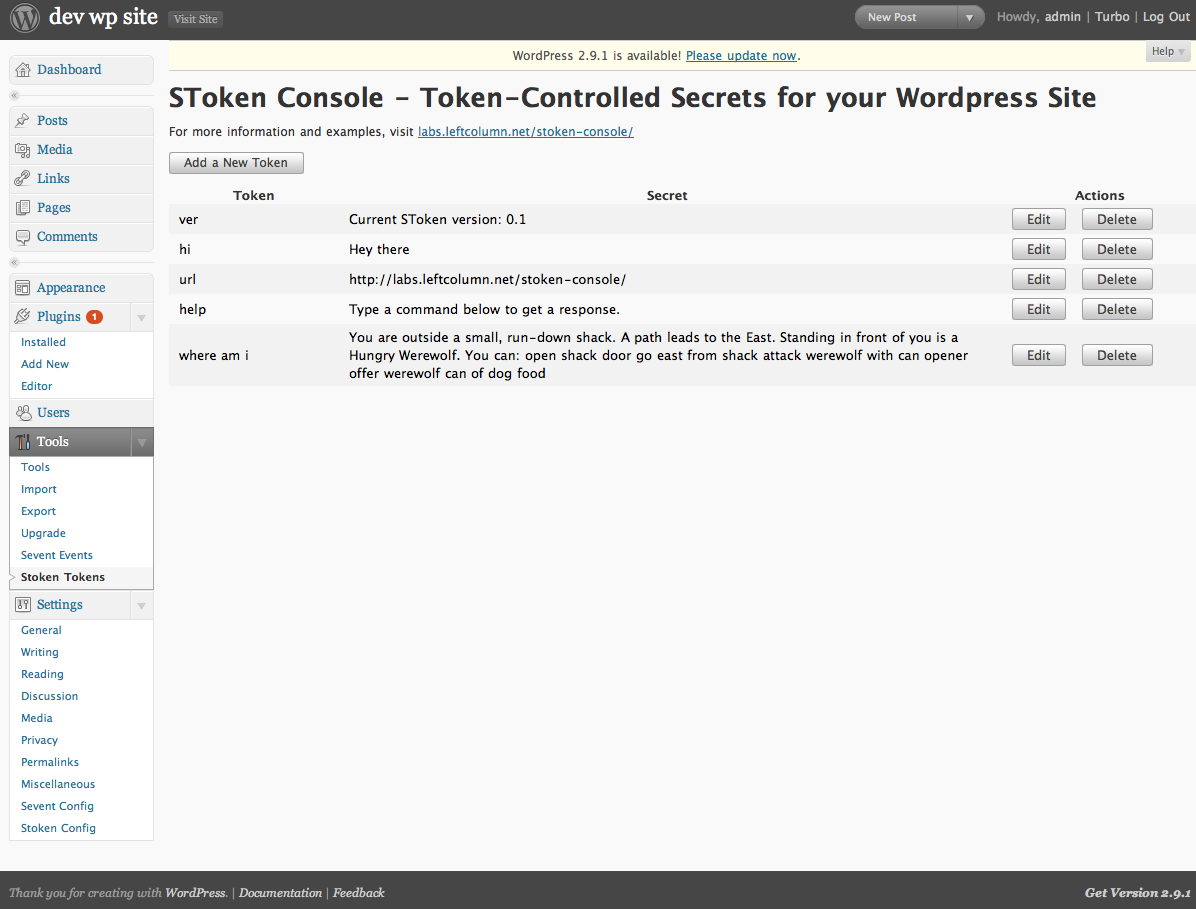 dev wp site Visit Site New Post Howdy, admin | Turbo | Log Out
WordPress 2.9.1 is available! Please update now. Help
Dashboard
Posts
Media
Links
Pages
Comments
Appearance
Plugins 1
Installed
Add New
Editor
Users
Tools
Tools
Import
Export
Upgrade
Sevent Events
Stoken Tokens
Settings
General
Writing
Reading
Discussion
Media
Privacy
Permalinks
Miscellaneous
Sevent Config
Stoken Config
SToken Console – Token-Controlled Secrets for your Wordpress Site
For more information and examples, visit labs.leftcolumn.net/stoken-console/
Add a New Token
Token Secret Actions
ver Current SToken version: 0.1 Edit Delete
hi Hey there Edit Delete
url http://labs.leftcolumn.net/stoken-console/ Edit Delete
help Type a command below to get a response. Edit Delete
You are outside a small, run-down shack. A path leads to the East. Standing in front of you is a
where am i Hungry Werewolf. You can: open shack door go east from shack attack werewolf with can opener Edit Delete
offer werewolf can of dog food
Thank you for creating with WordPress. | Documentation | Feedback Get Version 2.9.1